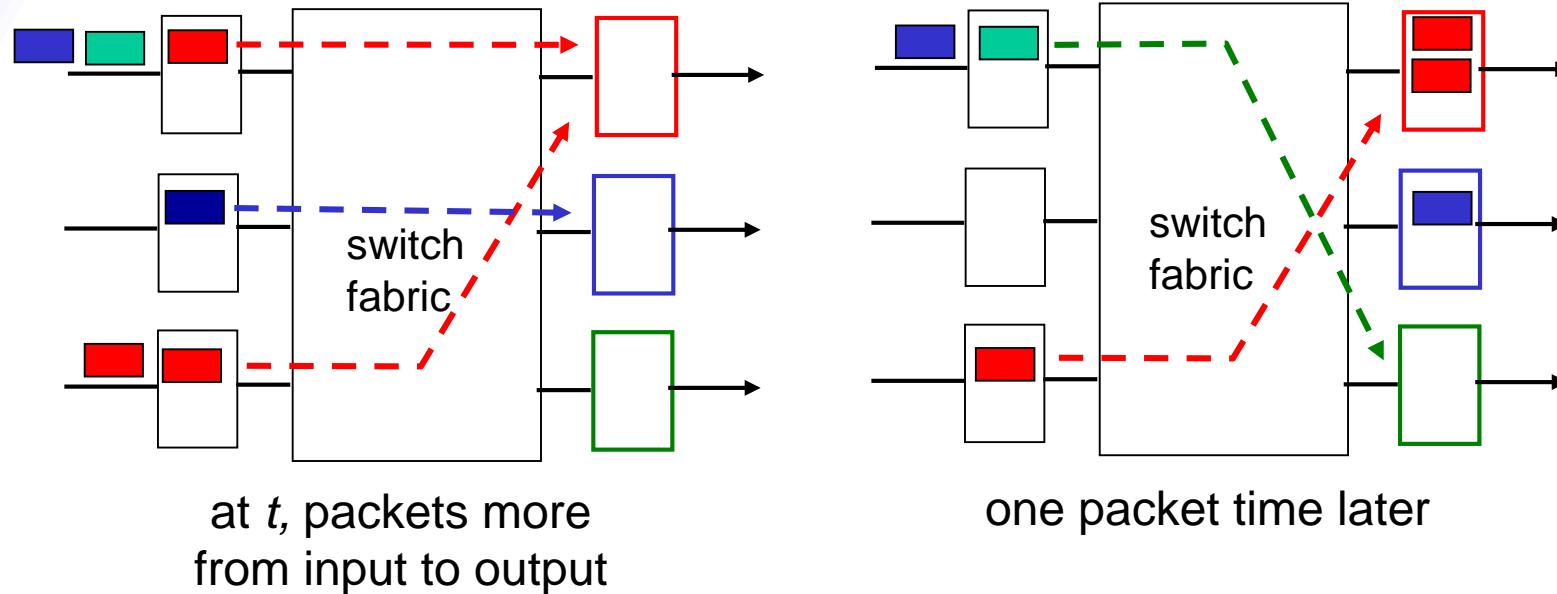 switch
fabric
at t, packets more
from input to output
switch
fabric
one packet time later